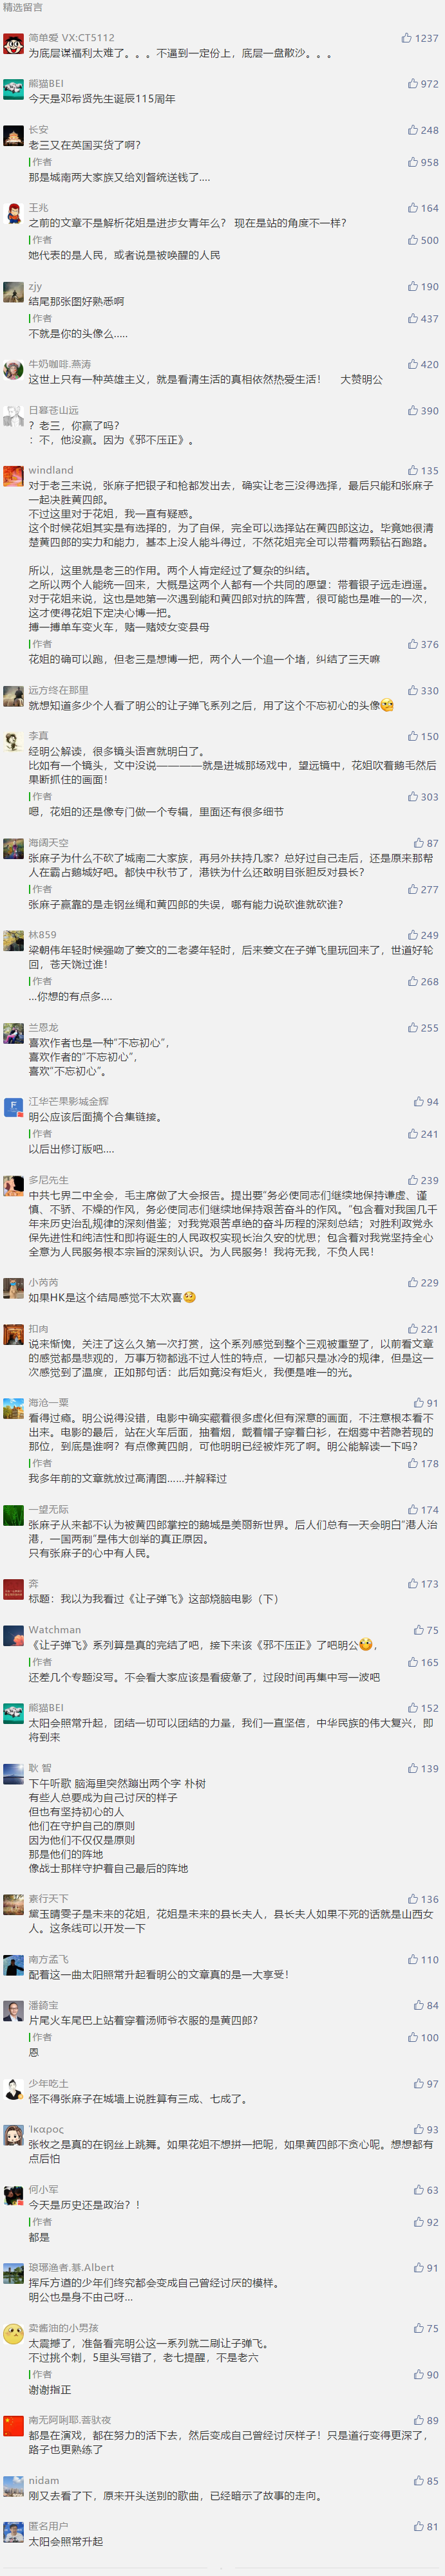 精选留言
简单爱 VX:CT5112
1237
为底层谋福利太难了。。。不逼到一定份上，底层一盘散沙。。。
熊猫BEI
972
今天是邓希贤先生诞辰115周年
长安
248
老三又在英国买货了啊？
作者
958
那是城南两大家族又给刘督统送钱了....
王兆
164
之前的文章不是解析花姐是进步女青年么？ 现在是站的角度不一样？
作者
500
她代表的是人民，或者说是被唤醒的人民
zjy
190
结尾那张图好熟悉啊
作者
437
不就是你的头像么.....
牛奶咖啡.燕涛
420
这世上只有一种英雄主义，就是看清生活的真相依然热爱生活！ 大赞明公
日暮苍山远
390
？老三，你赢了吗？
：不，他没赢。因为《邪不压正》。
windland
135
对于老三来说，张麻子把银子和枪都发出去，确实让老三没得选择，最后只能和张麻子
一起决胜黄四郎。
不过这里对于花姐，我一直有疑惑。
这个时候花姐其实是有选择的，为了自保，完全可以选择站在黄四郎这边。毕竟她很清
楚黄四郎的实力和能力，基本上没人能斗得过，不然花姐完全可以带着两颗钻石跑路。
所以，这里就是老三的作用。两个人肯定经过了复杂的纠结。
之所以两个人能统一回来，大概是这两个人都有一个共同的愿望：带着银子远走逍遥。
对于花姐来说，这也是她第一次遇到能和黄四郎对抗的阵营，很可能也是唯一的一次，
这才使得花姐下定决心博一把。
搏一搏单车变火车，赌一赌妓女变县母
作者
376
花姐的确可以跑，但老三是想博一把，两个人一个追一个堵，纠结了三天嘛
远方终在那里
330
就想知道多少个人看了明公的让子弹飞系列之后，用了这个不忘初心的头像
李真
150
经明公解读，很多镜头语言就明白了。
比如有一个镜头，文中没说————就是进城那场戏中，望远镜中，花姐吹着鹅毛然后
果断抓住的画面！
作者
303
嗯，花姐的还是像专门做一个专辑，里面还有很多细节
海阔天空
87
张麻子为什么不砍了城南二大家族，再另外扶持几家？总好过自己走后，还是原来那帮
人在霸占鹅城好吧。都快中秋节了，港铁为什么还敢明目张胆反对县长？
作者
277
张麻子赢靠的是走钢丝绳和黄四郎的失误，哪有能力说砍谁就砍谁？
林859
249
梁朝伟年轻时候强吻了姜文的二老婆年轻时，后来姜文在子弹飞里玩回来了，世道好轮
回，苍天饶过谁！
作者
268
...你想的有点多....
兰恩龙
255
喜欢作者也是一种“不忘初心”，
喜欢作者的“不忘初心”，
喜欢“不忘初心”。
江华芒果影城金辉
94
明公应该后面搞个合集链接。
作者
241
以后出修订版吧....
多尼先生
239
中共七界二中全会，毛主席做了大会报告。提出要“务必使同志们继续地保持谦虚、谨
慎、不骄、不燥的作风，务必使同志们继续地保持艰苦奋斗的作风。”包含着对我国几千
年来历史治乱规律的深刻借鉴；对我党艰苦卓绝的奋斗历程的深刻总结；对胜利政党永
保先进性和纯洁性和即将诞生的人民政权实现长治久安的忧思；包含着对我党坚持全心
全意为人民服务根本宗旨的深刻认识。为人民服务！我将无我，不负人民！
小芮芮
229
如果HK是这个结局感觉不太欢喜
扣肉
221
说来惭愧，关注了这么久第一次打赏，这个系列感觉到整个三观被重塑了，以前看文章
的感觉都是悲观的，万事万物都逃不过人性的特点，一切都只是冰冷的规律，但是这一
次感觉到了温度，正如那句话：此后如竟没有炬火，我便是唯一的光。
海沧一粟
91
看得过瘾。明公说得没错，电影中确实藏着很多虚化但有深意的画面，不注意根本看不
出来。电影的最后，站在火车后面，抽着烟，戴着帽子穿着白衫，在烟雾中若隐若现的
那位，到底是谁啊？有点像黄四朗，可他明明已经被炸死了啊。明公能解读一下吗？
作者
178
我多年前的文章就放过高清图......并解释过
一望无际
174
张麻子从来都不认为被黄四郎掌控的鹅城是美丽新世界。后人们总有一天会明白“港人治
港，一国两制”是伟大创举的真正原因。
只有张麻子的心中有人民。
奔
173
标题：我以为我看过《让子弹飞》这部烧脑电影（下）
Watchman
75
《让子弹飞》系列算是真的完结了吧，接下来该《邪不压正》了吧明公，
作者
165
还差几个专题没写。不会看大家应该是看疲惫了，过段时间再集中写一波吧
熊猫BEI
152
太阳会照常升起，团结一切可以团结的力量，我们一直坚信，中华民族的伟大复兴，即
将到来
耿 智
139
下午听歌 脑海里突然蹦出两个字 朴树
有些人总要成为自己讨厌的样子
但也有坚持初心的人
他们在守护自己的原则
因为他们不仅仅是原则
那是他们的阵地
像战士那样守护着自己最后的阵地
素行天下
136
黛玉晴雯子是未来的花姐，花姐是未来的县长夫人，县长夫人如果不死的话就是山西女
人。这条线可以开发一下
南方孟飞
110
配着这一曲太阳照常升起看明公的文章真的是一大享受！
潘鏑宝
84
片尾火车尾巴上站着穿着汤师爷衣服的是黄四郎？
作者
100
恩
少年吃土
97
怪不得张麻子在城墙上说胜算有三成、七成了。
Ἴκαρος
93
张牧之是真的在钢丝上跳舞。如果花姐不想拼一把呢，如果黄四郎不贪心呢。想想都有
点后怕
何小军
63
今天是历史还是政治？！
作者
92
都是
琅琊渔者.綦.Albert
91
挥斥方遒的少年们终究都会变成自己曾经讨厌的模样。
明公也是身不由己呀...
卖酱油的小男孩
75
太震撼了，准备看完明公这一系列就二刷让子弹飞。
不过挑个刺，5里头写错了，老七提醒，不是老六
作者
90
谢谢指正
南无阿唎耶.菩驮夜
89
都是在演戏，都在努力的活下去，然后变成自己曾经讨厌样子！只是道行变得更深了，
路子也更熟练了
nidam
85
刚又去看了下，原来开头送别的歌曲，已经暗示了故事的走向。
匿名用户
81
太阳会照常升起